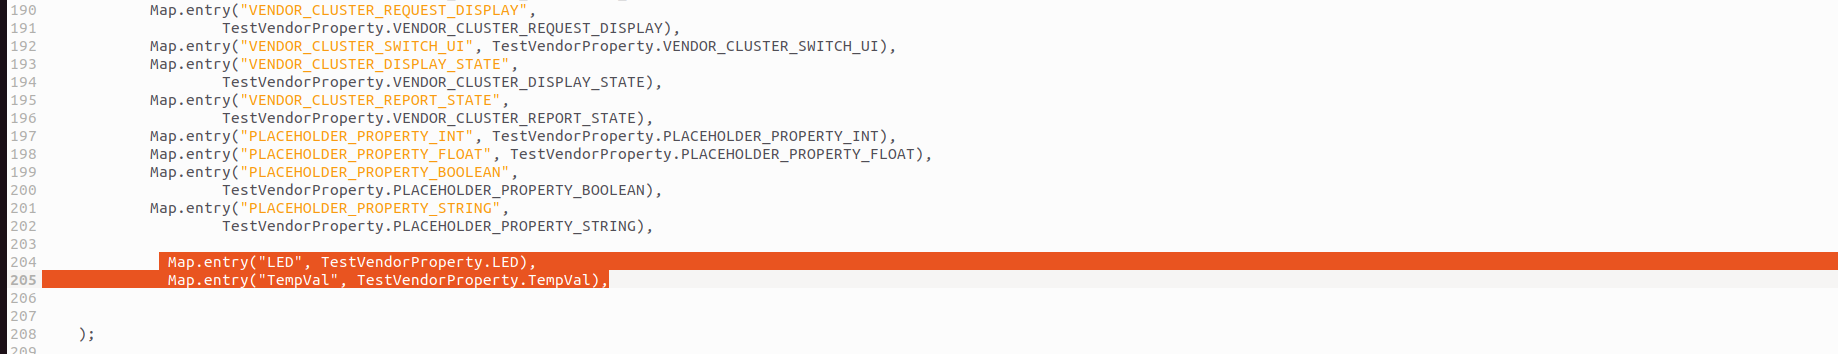 190 Map.entry("VENDOR_CLUSTER_REQUEST_DISPLAY",
191 TestVendorProperty.VENDOR_CLUSTER_REQUEST_DISPLAY),
192 Map.entry("VENDOR_CLUSTER_SWITCH_UI", TestVendorProperty.VENDOR_CLUSTER_SWITCH_UI),
193 Map.entry("VENDOR_CLUSTER_DISPLAY_STATE",
194 TestVendorProperty.VENDOR_CLUSTER_DISPLAY_STATE),
195 Map.entry("VENDOR_CLUSTER_REPORT_STATE",
196 TestVendorProperty.VENDOR_CLUSTER_REPORT_STATE),
197 Map.entry("PLACEHOLDER_PROPERTY_INT", TestVendorProperty.PLACEHOLDER_PROPERTY_INT),
198 Map.entry("PLACEHOLDER_PROPERTY_FLOAT", TestVendorProperty.PLACEHOLDER_PROPERTY_FLOAT),
199 Map.entry("PLACEHOLDER_PROPERTY_BOOLEAN",
200 TestVendorProperty.PLACEHOLDER_PROPERTY_BOOLEAN),
201 Map.entry("PLACEHOLDER_PROPERTY_STRING",
202 TestVendorProperty.PLACEHOLDER_PROPERTY_STRING),
203
204 Map.entry("LED", TestVendorProperty.LED),
205 Map.entry("TempVal", TestVendorProperty.TempVal),
206
207
208 );
209